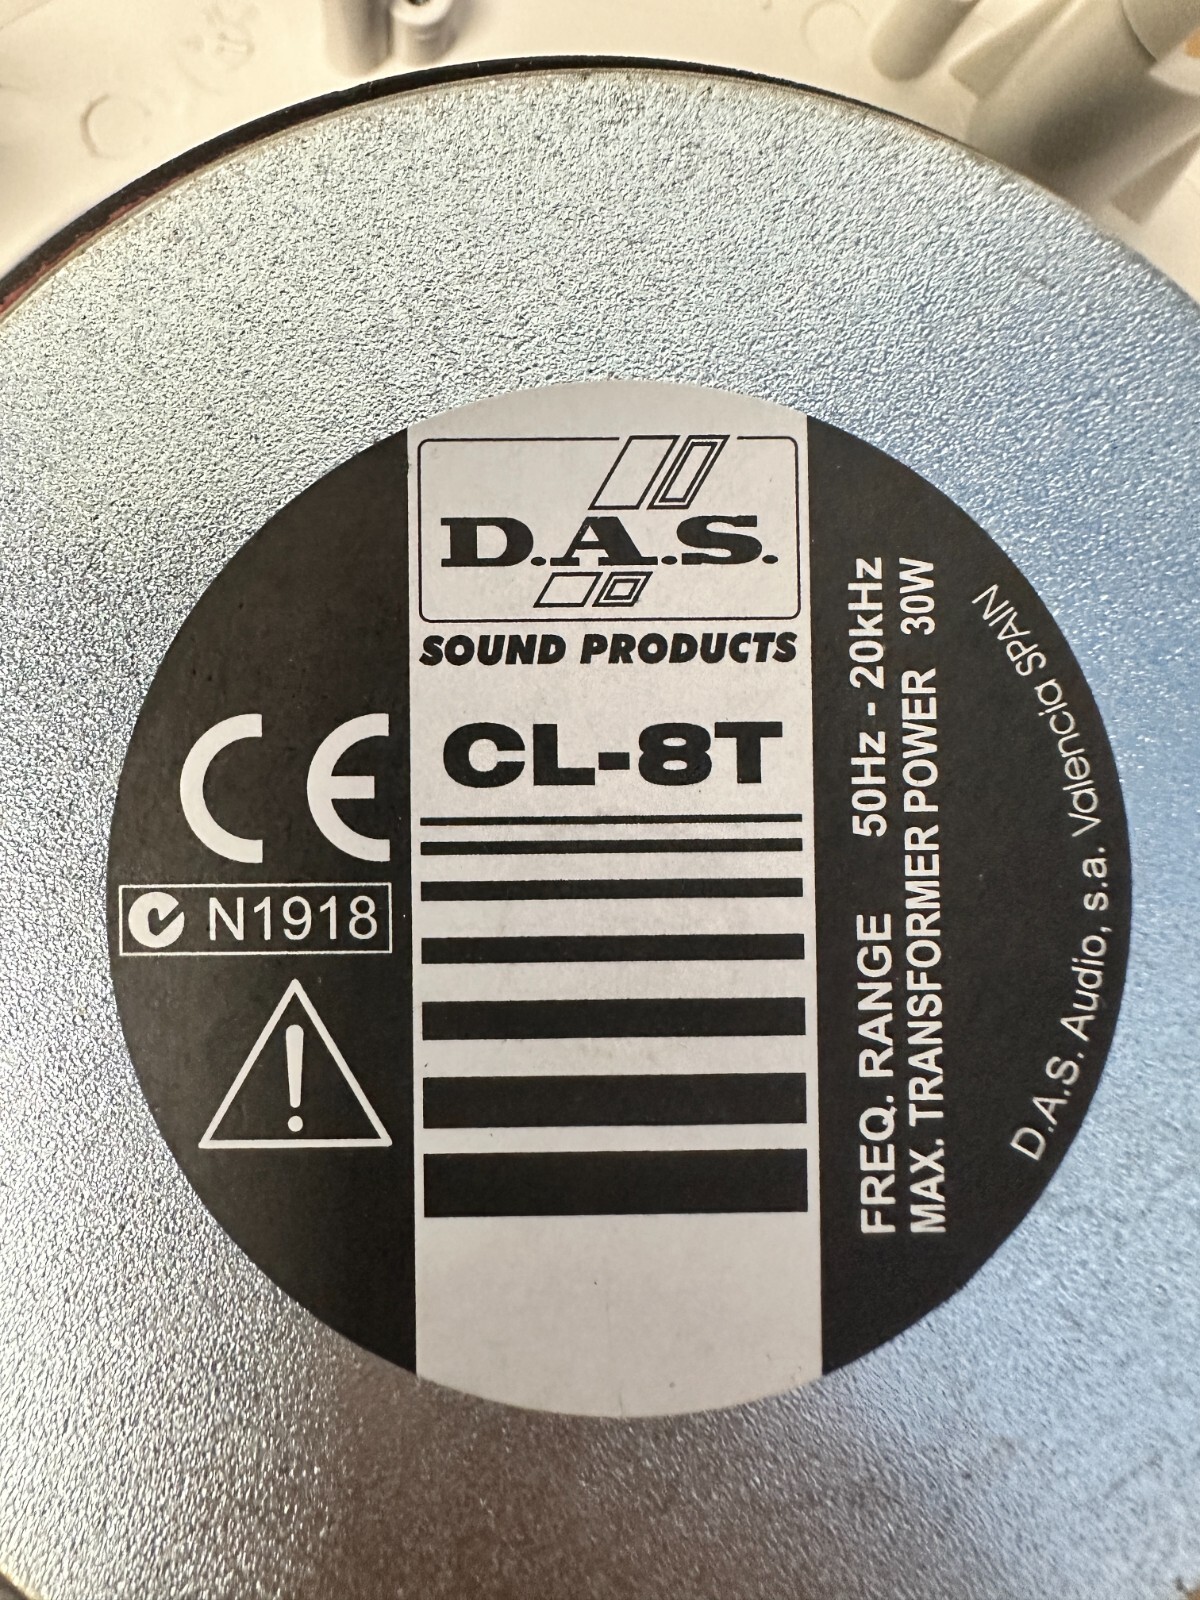 D.A.S.
SOUND PRODUCTS
CL-8T
CE
N1918
!
FREQ. RANGE 50Hz - 20kHz
MAX. TRANSFORMER POWER 30W
D.A.S. Audio, s.a. Valencia SPAIN